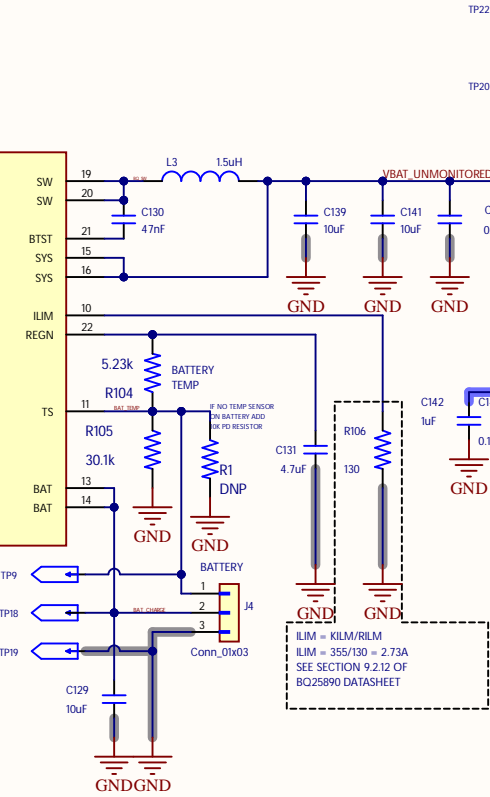 TP22
TP20
SW 19
L3 1.5uH
VBAT_UNMONITORED
SW 20
C130
47nF
C139
10uF
C141
10uF
BTST 21
SYS 15
SYS 16
GND GND GND
ILIM 10
REGN 22
5.23k
R104
BATTERY
TEMP
TS 11
BAT_TEMP
IF NO TEMP SENSOR
ON BATTERY ADD
10K PD RESISTOR
R105
30.1k
R1
DNP
C131
4.7uF
R106
130
C142
1uF
C1
0.1
GND
GND
GND
BAT 13
BAT 14
BATTERY
TP9
1
TP18
BAT_CHARGE
2
J4
TP19
3
Conn_01x03
GND GND
ILIM = KILM/RILM
ILIM = 355/130 = 2.73A
SEE SECTION 9.2.12 OF
BQ25890 DATASHEET
C129
10uF
GND GND